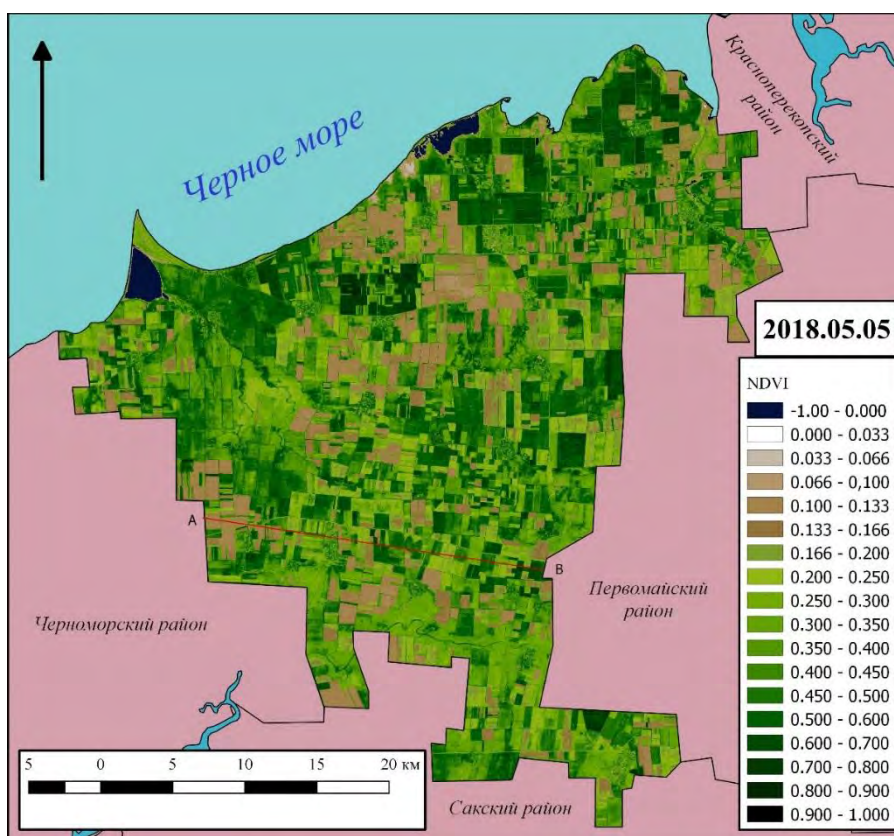 Красноперекопский
район
Черное море
2018.05.05
NDVI
-1.00 - 0.000
0.000 - 0.033
0.033 - 0.066
0.066 - 0,100
0.100 - 0.133
0.133 - 0.166
0.166 - 0.200
0.200 - 0.250
0.250 - 0.300
0.300 - 0.350
0.350 - 0.400
0.400 - 0.450
0.450 - 0.500
0.500 - 0.600
0.600 - 0.700
0.700 - 0.800
0.800 - 0.900
0.900 - 1.000
A
B
Черноморский район
Первомайский
район
5 0 5 10 15 20 км
Сакский район